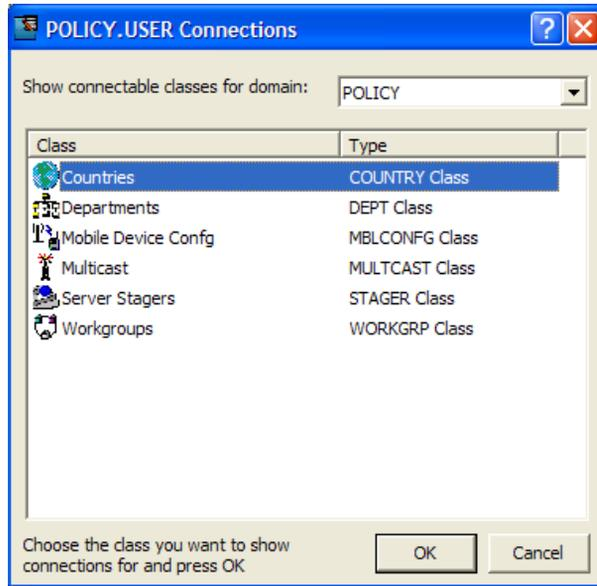 POLICY.USER Connections
Show connectable classes for domain: POLICY
Class Type
Countries COUNTRY Class
Departments DEPT Class
Mobile Device Confg MBLCONFG Class
Multicast MULTCAST Class
Server Stagers STAGER Class
Workgroups WORKGRP Class
Choose the class you want to show
connections for and press OK
OK Cancel